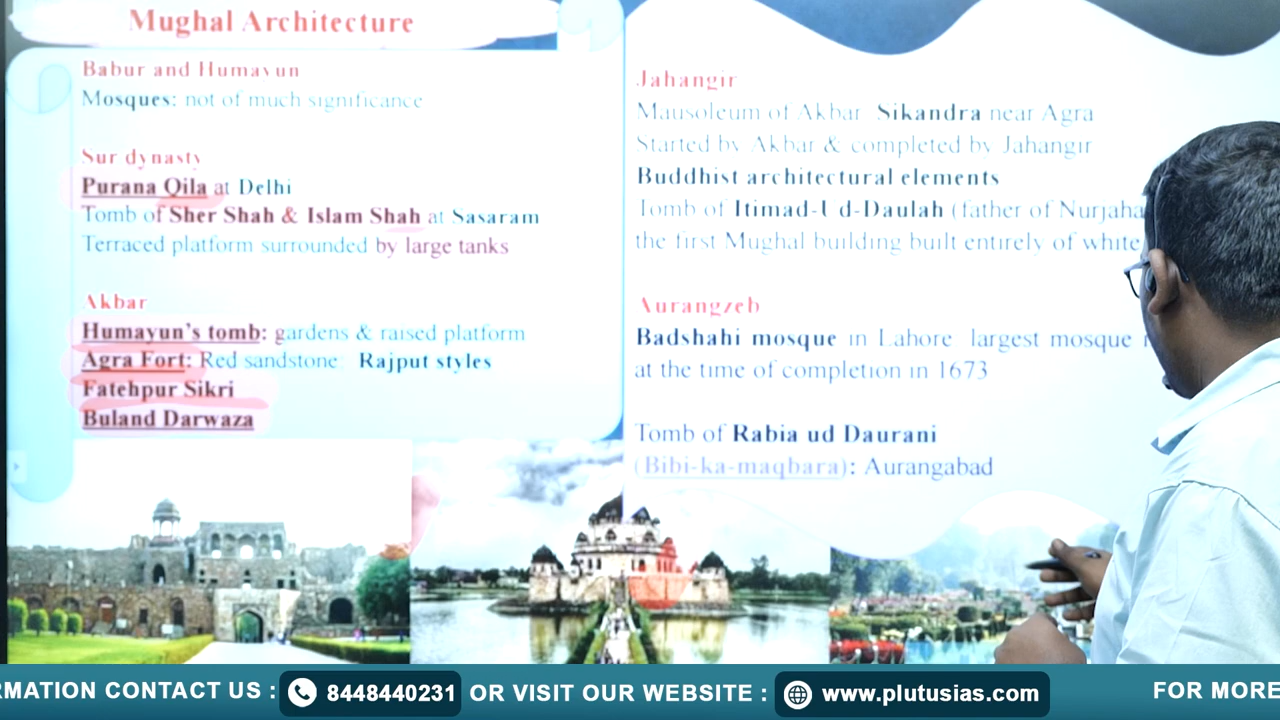 Mughal Architecture
Babur and Humayun
Mosques: not of much significance
Sur dynasty
Purana Qila at Delhi
Tomb of Sher Shah & Islam Shah at Sasaram
Terraced platform surrounded by large tanks
Akbar
Humayun's tomb: gardens & raised platform
Agra Fort: Red sandstone Rajput styles
Fatehpur Sikri
Buland Darwaza
Jahangir
Mausoleum of Akbar Sikandra near Agra
Started by Akbar & completed by Jahangir
Buddhist architectural elements
Tomb of Itimad-Ud-Daulah (father of Nurjaha
the first Mughal building built entirely of white
Aurangzeb
Badshahi mosque in Lahore largest mosque
at the time of completion in 1673
Tomb of Rabia ud Daurani
(Bibi-ka-maqbara): Aurangabad
RMATION CONTACT US : 8448440231 OR VISIT OUR WEBSITE : www.plutusias.com FOR MORE